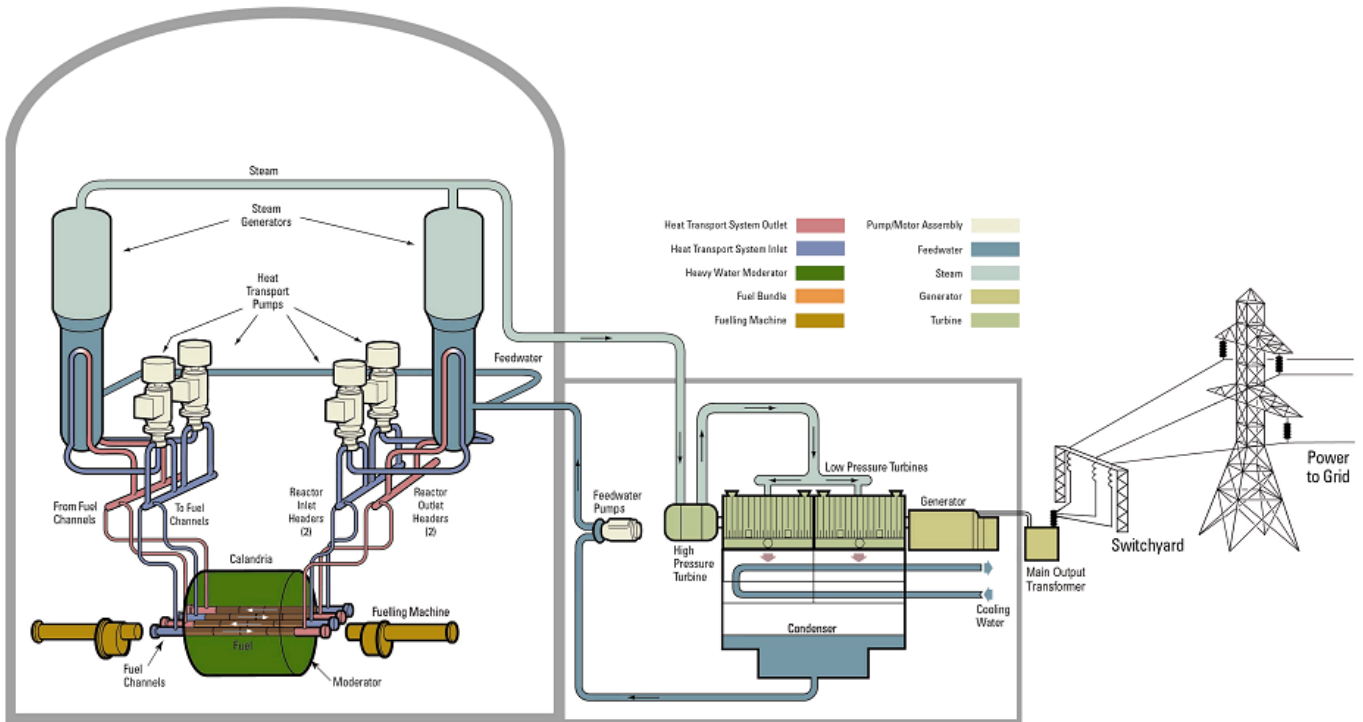 Steam
Steam
Generators
Heat
Transport
Pumps
Feedwater
Heat Transport System Outlet
Heat Transport System Inlet
Heavy Water Moderator
Fuel Bundle
Fuelling Machine
Pump/Motor Assembly
Feedwater
Steam
Generator
Turbine
From Fuel
Channels
To Fuel
Channels
Reactor
Inlet
Headers
(2)
Reactor
Outlet
Headers
(2)
Calandria
Fuel
Fuelling Machine
Fuel
Channels
Moderator
Feedwater
Pumps
High
Pressure
Turbine
Low Pressure Turbines
Generator
Condenser
Cooling
Water
Main Output
Transformer
Switchyard
Power
to Grid